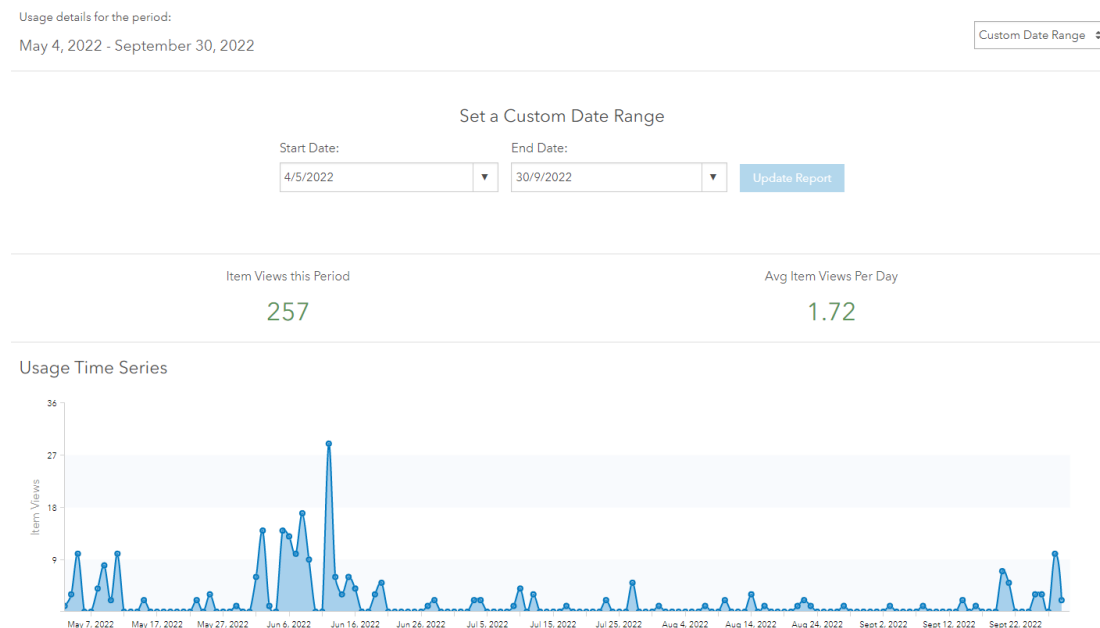 Usage details for the period:
May 4, 2022 - September 30, 2022
Custom Date Range
Set a Custom Date Range
Start Date: End Date:
4/5/2022 30/9/2022 Update Report
Item Views this Period Avg Item Views Per Day
257 1.72
Usage Time Series
36
27
18
9
Item Views
May 7, 2022 May 17, 2022 May 27, 2022 Jun 6, 2022 Jun 16, 2022 Jun 26, 2022 Jul 5, 2022 Jul 15, 2022 Jul 25, 2022 Aug 4, 2022 Aug 14, 2022 Aug 24, 2022 Sept 2, 2022 Sept 12, 2022 Sept 22, 2022